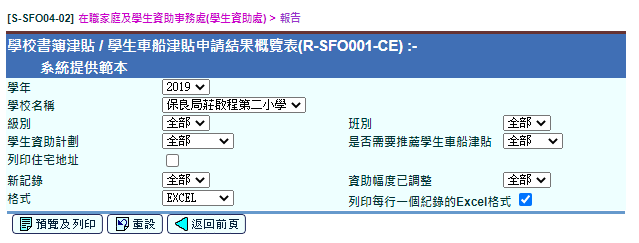 [S-SFO04-02] 在職家庭及學生資助事務處(學生資助處) > 報告
學校書簿津貼 / 學生車船津貼申請結果概覽表(R-SFO001-CE) :-
系統提供範本
學年 2019
學校名稱 保良局莊啟程第二小學
級別 全部 班別 全部
學生資助計劃 全部 是否需要推薦學生車船津貼 全部
列印住宅地址
新記錄 全部 資助幅度已調整 全部
格式 EXCEL 列印每行一個紀錄的Excel格式
預覽及列印 重設 返回前頁